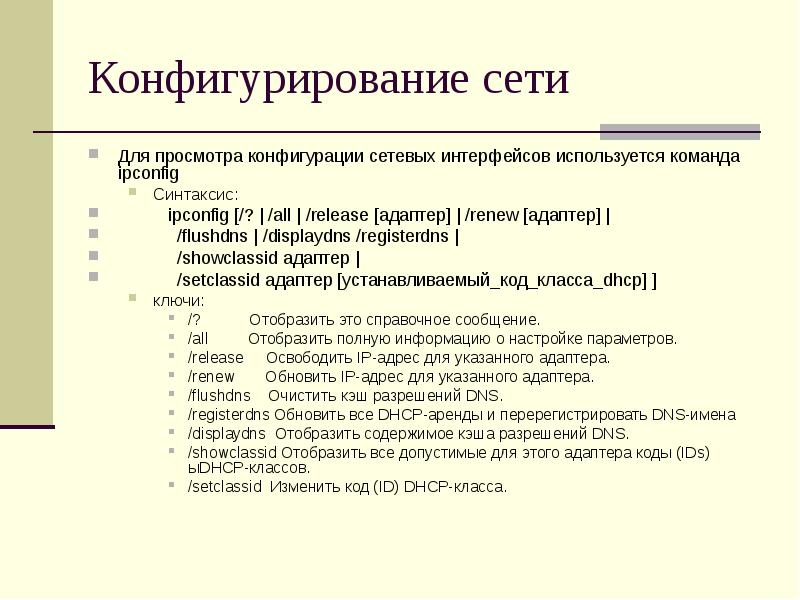 Конфигурирование сети
Для просмотра конфигурации сетевых интерфейсов используется команда
ipconfig
Синтаксис:
ipconfig [/? | /all | /release [адаптер] | /renew [адаптер] |
/flushdns | /displaydns /registerdns |
/showclassid адаптер |
/setclassid адаптер [устанавливаемый_код_класса_dhcp] ]
ключи:
/? Отобразить это справочное сообщение.
/all Отобразить полную информацию о настройке параметров.
/release Освободить IP-адрес для указанного адаптера.
/renew Обновить IP-адрес для указанного адаптера.
/flushdns Очистить кэш разрешений DNS.
/registerdns Обновить все DHCP-аренды и перерегистрировать DNS-имена
/displaydns Отобразить содержимое кэша разрешений DNS.
/showclassid Отобразить все допустимые для этого адаптера коды (IDs)
ыDHCP-классов.
/setclassid Изменить код (ID) DHCP-класса.